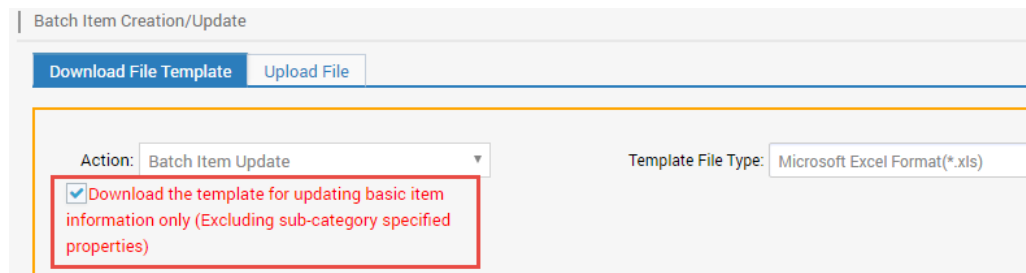 Batch Item Creation/Update
Download File Template Upload File
Action: Batch Item Update Template File Type: Microsoft Excel Format(*.xls)
Download the template for updating basic item
information only (Excluding sub-category specified
properties)